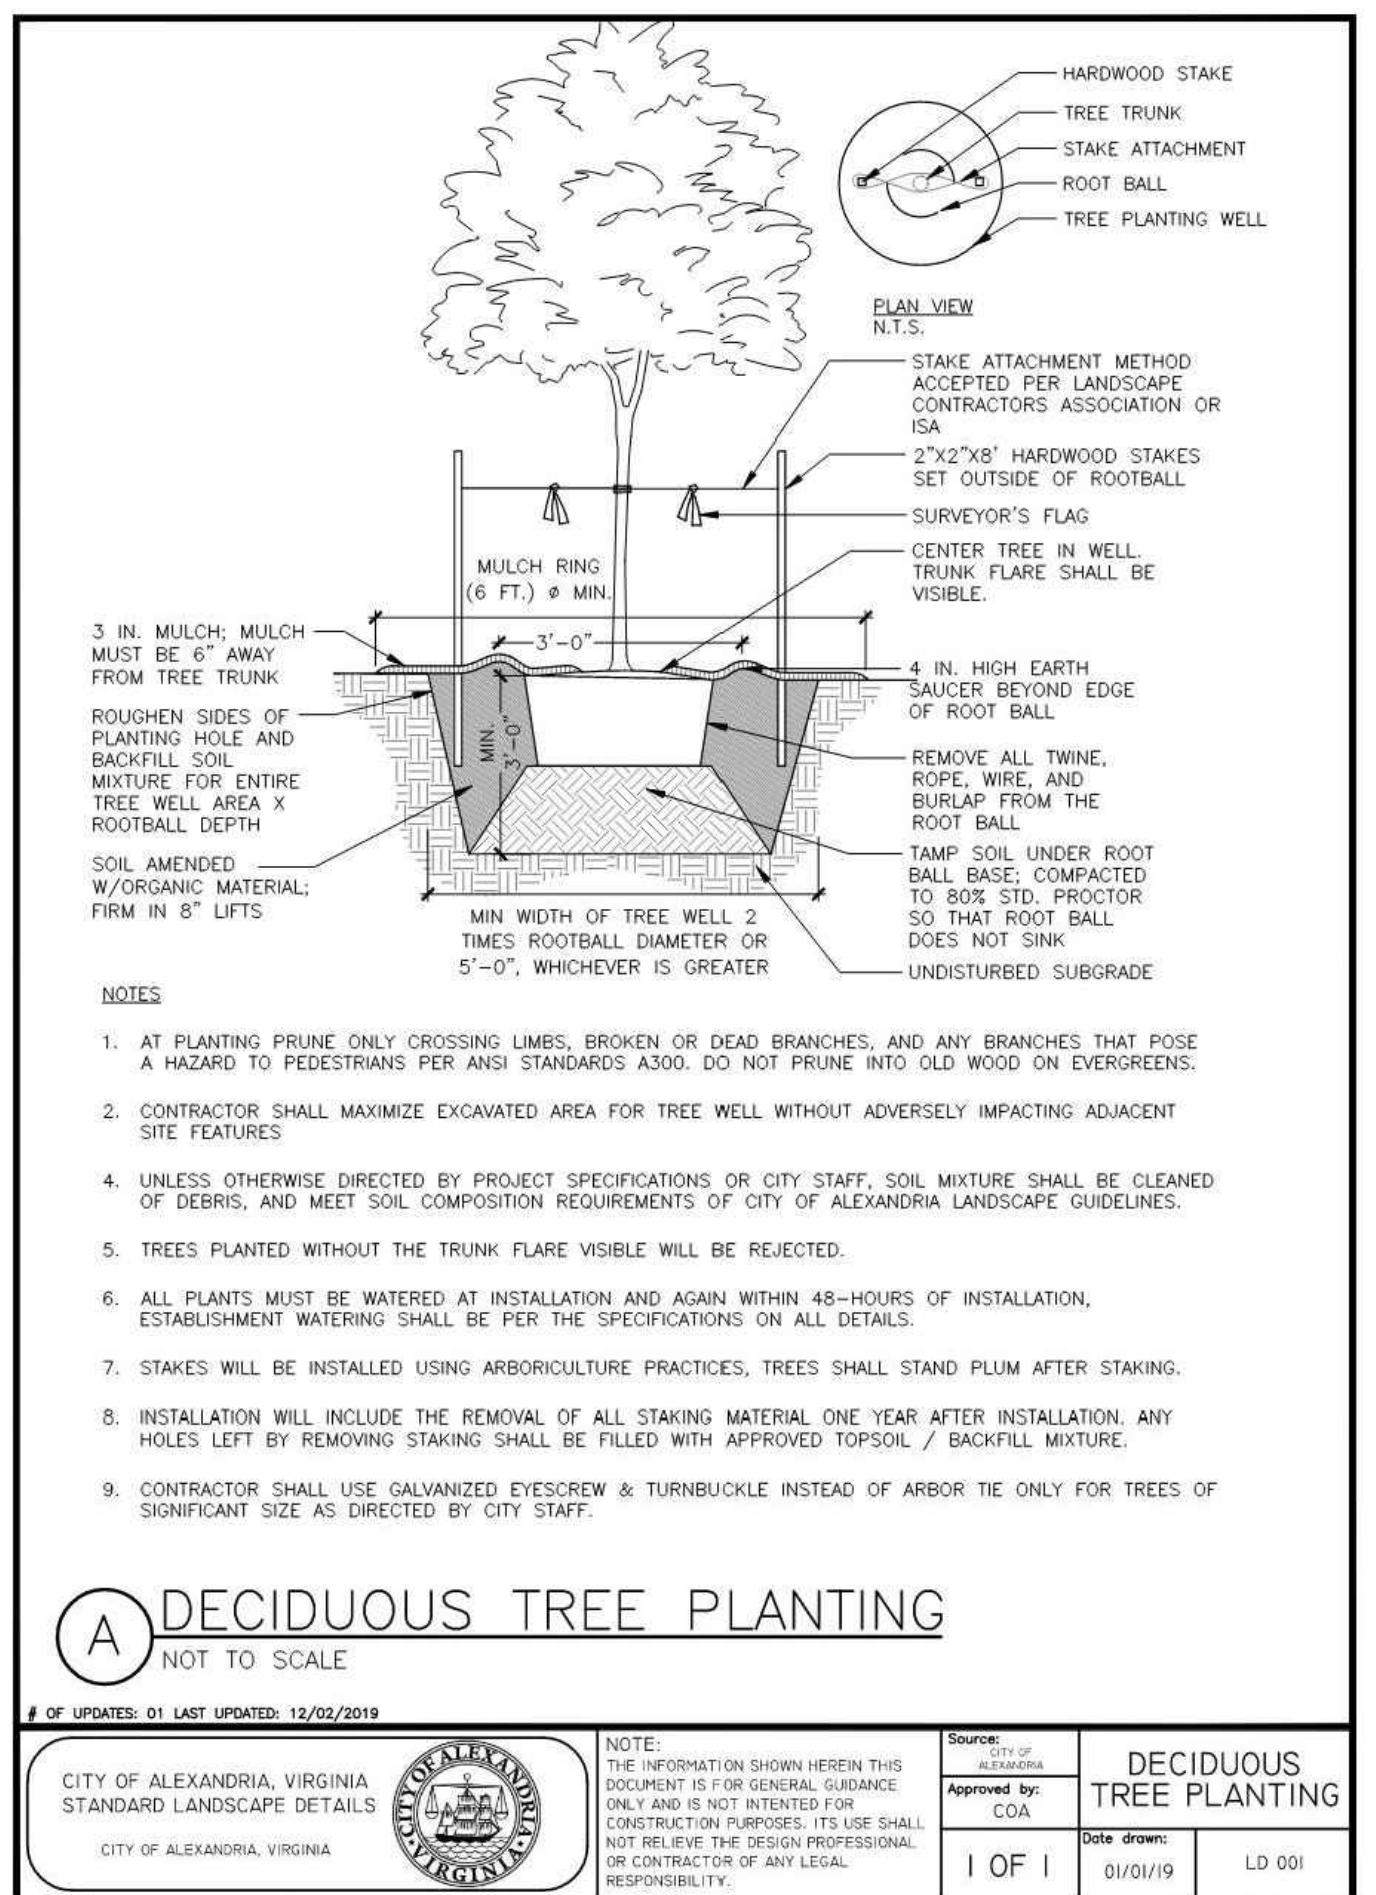 HARDWOOD STAKE
TREE TRUNK
STAKE ATTACHMENT
ROOT BALL
TREE PLANTING WELL
PLAN VIEW
N.T.S.
STAKE ATTACHMENT METHOD
ACCEPTED PER LANDSCAPE
CONTRACTORS ASSOCIATION OR
ISA
2"X2"X8' HARDWOOD STAKES
SET OUTSIDE OF ROOTBALL
SURVEYOR'S FLAG
CENTER TREE IN WELL.
TRUNK FLARE SHALL BE
VISIBLE.
MULCH RING
(6 FT.) ø MIN.
3'-0"
3 IN. MULCH; MULCH
MUST BE 6" AWAY
FROM TREE TRUNK
4 IN. HIGH EARTH
SAUCER BEYOND EDGE
OF ROOT BALL
ROUGHEN SIDES OF
PLANTING HOLE AND
BACKFILL SOIL
MIXTURE FOR ENTIRE
TREE WELL AREA X
ROOTBALL DEPTH
MIN.
3'-0"
REMOVE ALL TWINE,
ROPE, WIRE, AND
BURLAP FROM THE
ROOT BALL
SOIL AMENDED
W/ORGANIC MATERIAL;
FIRM IN 8" LIFTS
TAMP SOIL UNDER ROOT
BALL BASE; COMPACTED
TO 80% STD. PROCTOR
SO THAT ROOT BALL
DOES NOT SINK
MIN WIDTH OF TREE WELL 2
TIMES ROOTBALL DIAMETER OR
5'-0", WHICHEVER IS GREATER
UNDISTURBED SUBGRADE
NOTES
1. AT PLANTING PRUNE ONLY CROSSING LIMBS, BROKEN OR DEAD BRANCHES, AND ANY BRANCHES THAT POSE
A HAZARD TO PEDESTRIANS PER ANSI STANDARDS A300. DO NOT PRUNE INTO OLD WOOD ON EVERGREENS.
2. CONTRACTOR SHALL MAXIMIZE EXCAVATED AREA FOR TREE WELL WITHOUT ADVERSELY IMPACTING ADJACENT
SITE FEATURES
4. UNLESS OTHERWISE DIRECTED BY PROJECT SPECIFICATIONS OR CITY STAFF, SOIL MIXTURE SHALL BE CLEANED
OF DEBRIS, AND MEET SOIL COMPOSITION REQUIREMENTS OF CITY OF ALEXANDRIA LANDSCAPE GUIDELINES.
5. TREES PLANTED WITHOUT THE TRUNK FLARE VISIBLE WILL BE REJECTED.
6. ALL PLANTS MUST BE WATERED AT INSTALLATION AND AGAIN WITHIN 48-HOURS OF INSTALLATION,
ESTABLISHMENT WATERING SHALL BE PER THE SPECIFICATIONS ON ALL DETAILS.
7. STAKES WILL BE INSTALLED USING ARBORICULTURE PRACTICES, TREES SHALL STAND PLUM AFTER STAKING.
8. INSTALLATION WILL INCLUDE THE REMOVAL OF ALL STAKING MATERIAL ONE YEAR AFTER INSTALLATION. ANY
HOLES LEFT BY REMOVING STAKING SHALL BE FILLED WITH APPROVED TOPSOIL / BACKFILL MIXTURE.
9. CONTRACTOR SHALL USE GALVANIZED EYESCREW & TURNBUCKLE INSTEAD OF ARBOR TIE ONLY FOR TREES OF
SIGNIFICANT SIZE AS DIRECTED BY CITY STAFF.
A DECIDUOUS TREE PLANTING
NOT TO SCALE
# OF UPDATES: 01 LAST UPDATED: 12/02/2019
CITY OF ALEXANDRIA, VIRGINIA
STANDARD LANDSCAPE DETAILS
CITY OF ALEXANDRIA, VIRGINIA
CITY OF ALEXANDRIA
VIRGINIA
NOTE:
THE INFORMATION SHOWN HEREIN THIS
DOCUMENT IS FOR GENERAL GUIDANCE
ONLY AND IS NOT INTENTED FOR
CONSTRUCTION PURPOSES. ITS USE SHALL
NOT RELIEVE THE DESIGN PROFESSIONAL
OR CONTRACTOR OF ANY LEGAL
RESPONSIBILITY.
Source:
CITY OF
ALEXANDRIA
Approved by:
COA
1 OF 1
DECIDUOUS
TREE PLANTING
Date drawn:
01/01/19
LD 001